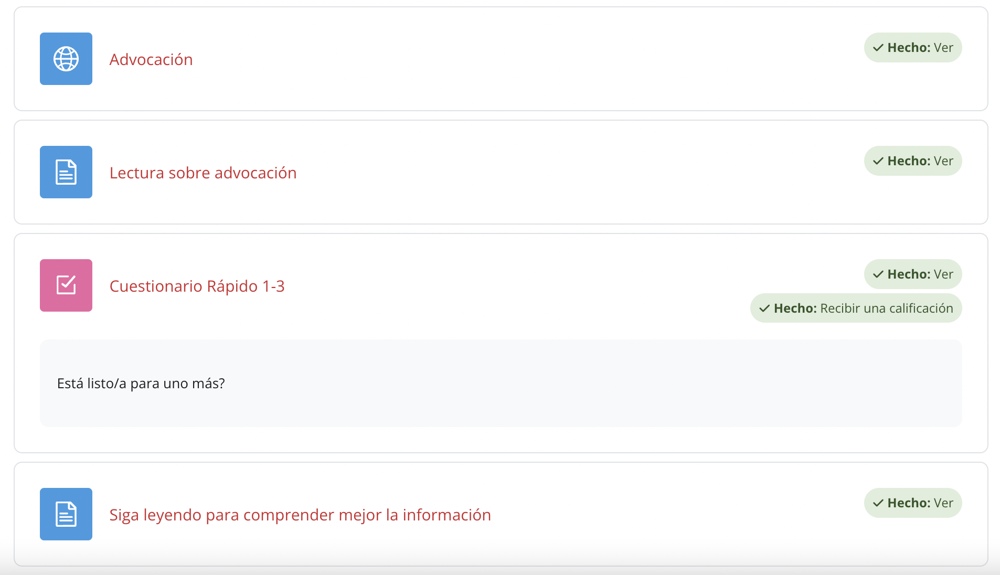 Advocación
Hecho: Ver
Lectura sobre advocación
Hecho: Ver
Cuestionario Rápido 1-3
Hecho: Ver
Hecho: Recibir una calificación
Está listo/a para uno más?
Siga leyendo para comprender mejor la información
Hecho: Ver